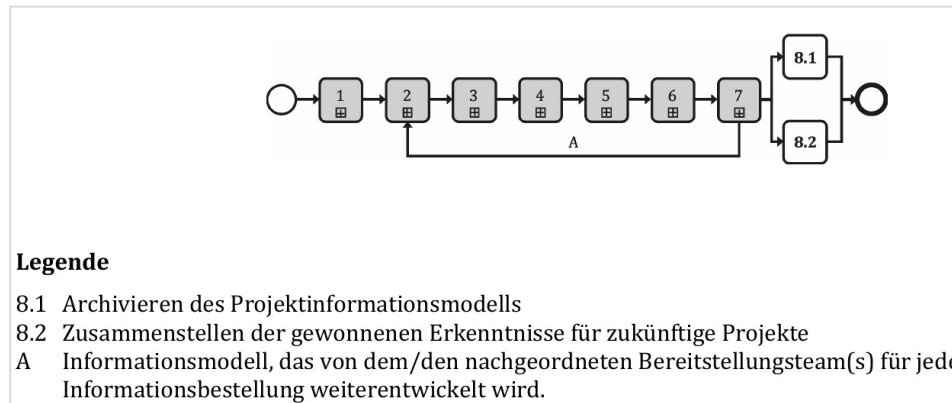 8.1
1 2 3 4 5 6 7
A
8.2
Legende
8.1 Archivieren des Projektinformationsmodells
8.2 Zusammenstellen der gewonnenen Erkenntnisse für zukünftige Projekte
A Informationsmodell, das von dem/den nachgeordneten Bereitstellungsteam(s) für
Informationsbestellung weiterentwickelt wird.